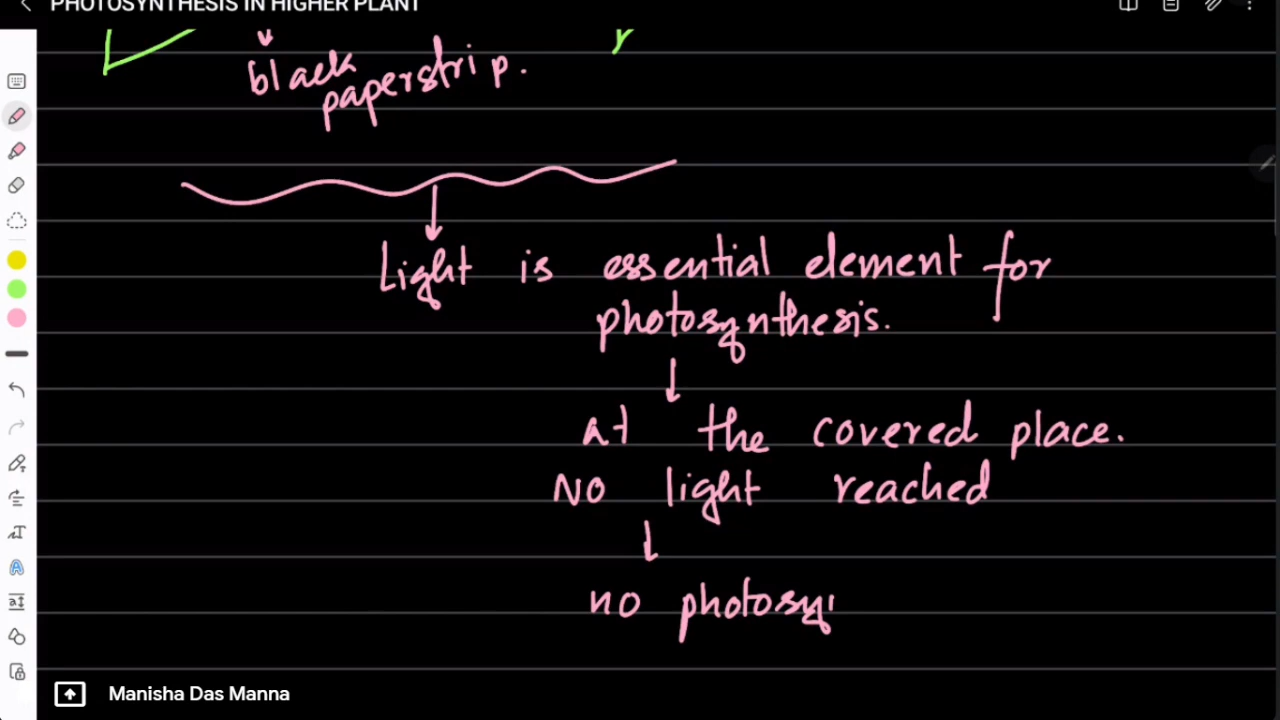 PHOTOSYNTHESIS IN HIGHER PLANT
black
paperstrip.
Light is essential element for
photosynthesis.
at the covered place.
No light reached
no photosy
Manisha Das Manna